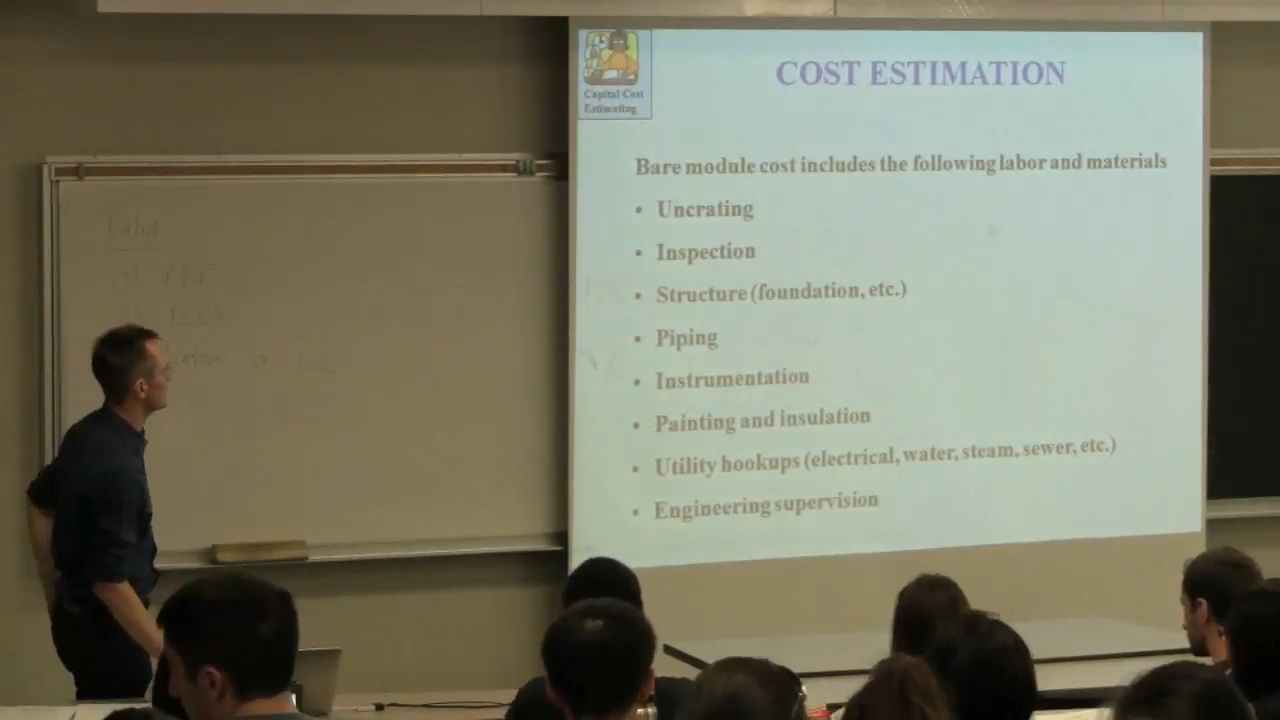 Capital Cost
Estimating
COST ESTIMATION
Bare module cost includes the following labor and materials
• Uncrating
• Inspection
• Structure (foundation, etc.)
• Piping
• Instrumentation
• Painting and insulation
• Utility hookups (electrical, water, steam, sewer, etc.)
• Engineering supervision